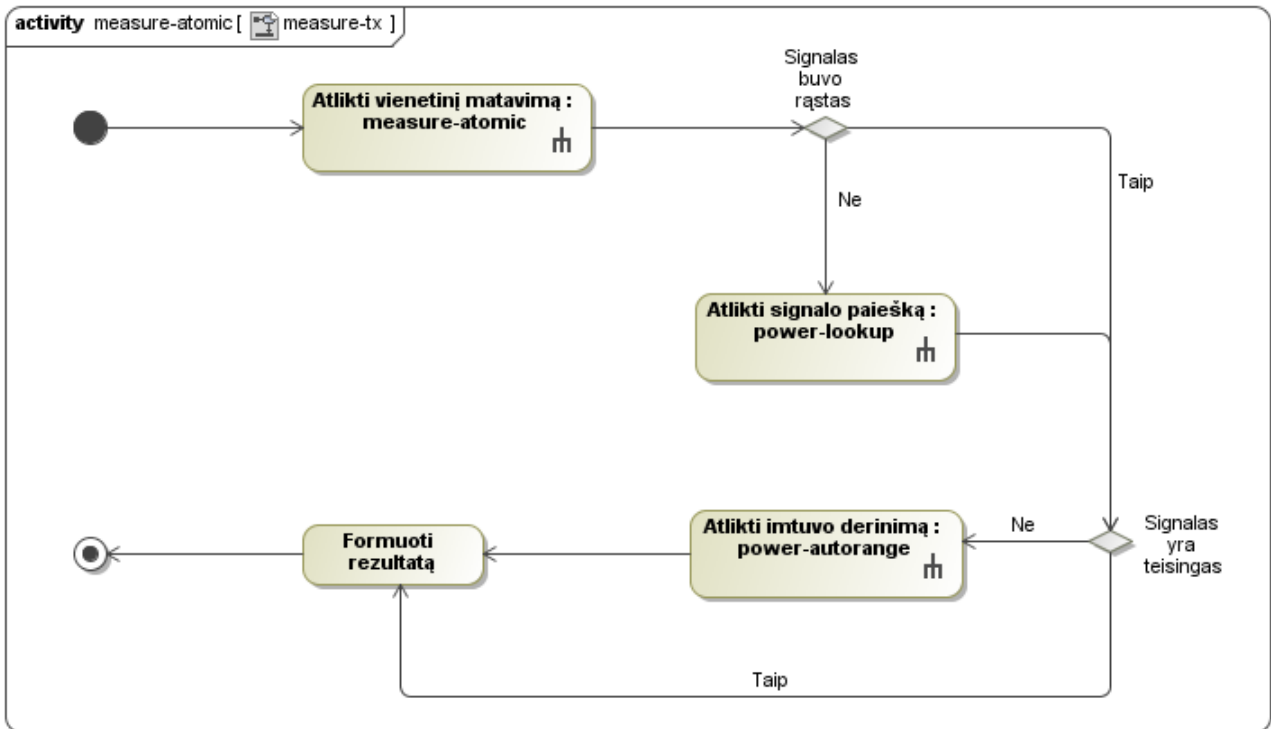 activity measure-atomic [ measure-tx ]
Signalas
buvo
rąstas
Atlikti vienetinį matavimą :
measure-atomic
Taip
Ne
Atlikti signalo paiešką :
power-lookup
Atlikti imtuvo derinimą :
power-autorange
Ne
Signalas
yra
teisingas
Formuoti
rezultatą
Taip